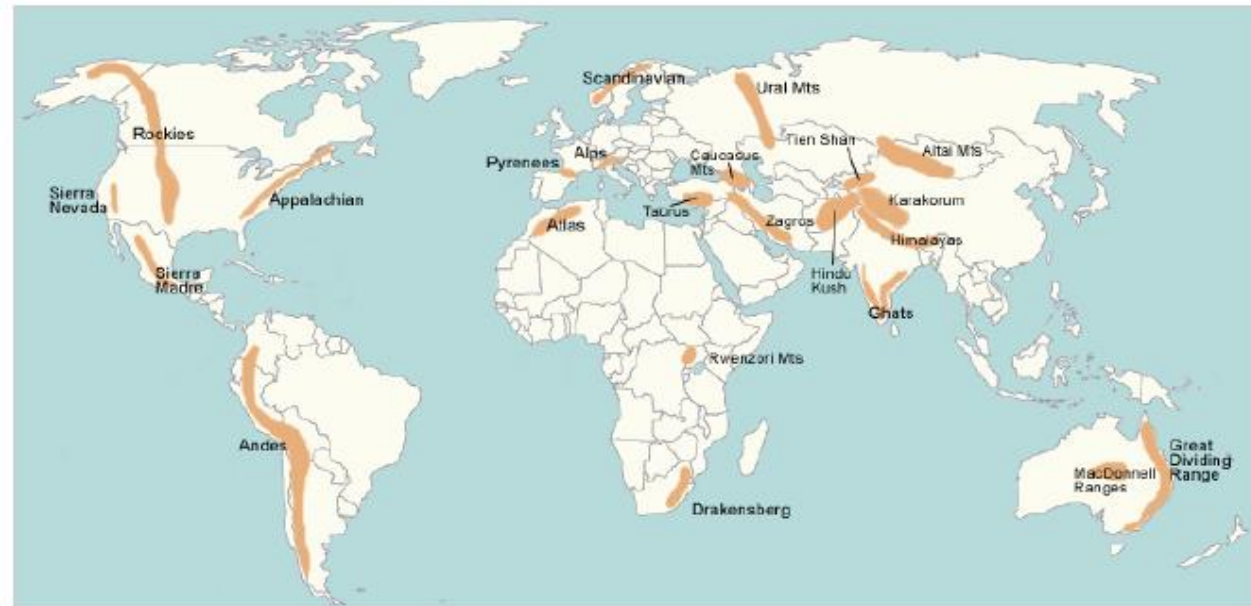 Scandinavian
Ural Mts
Rockies
Tien Shan
Altai Mts
Alps
Caucasus
Mts
Pyrenees
Sierra
Nevada
Appalachian
Karakorum
Taurus
Atlas
Zagros
Himalayas
Sierra
Madre
Hindu
Kush
Ghats
Rwenzori Mts
Andes
Great
Dividing
Range
MacDonnell
Ranges
Drakensberg